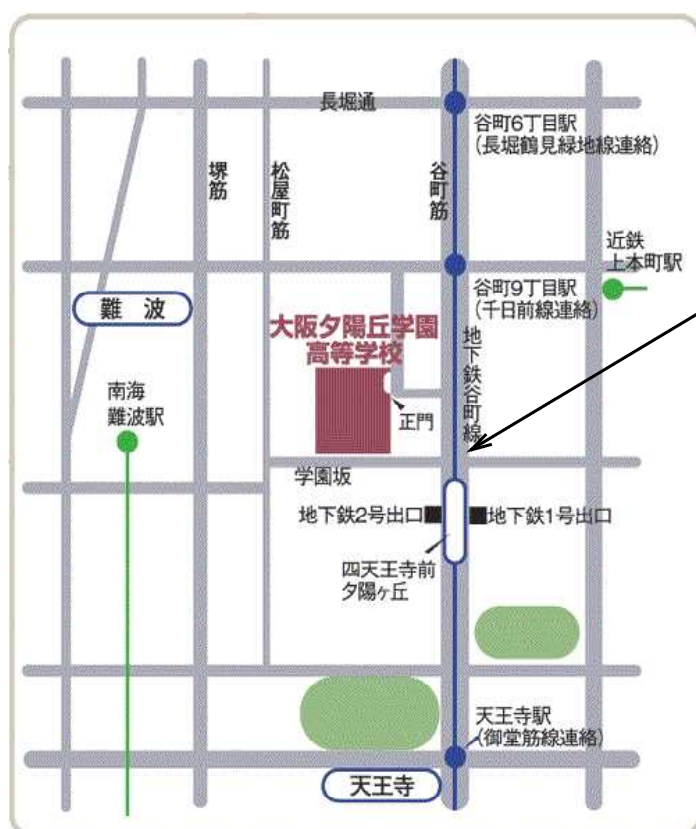 長堀通
谷町6丁目駅
(長堀鶴見緑地線連絡)
堺筋
松屋町筋
谷町筋
近鉄
上本町駅
谷町9丁目駅
(千日前線連絡)
難波
大阪夕陽丘学園
高等学校
地下鉄谷町線
南海
難波駅
正門
学園坂
地下鉄2号出口
地下鉄1号出口
四天王寺前
夕陽ヶ丘
天王寺駅
(御堂筋線連絡)
天王寺